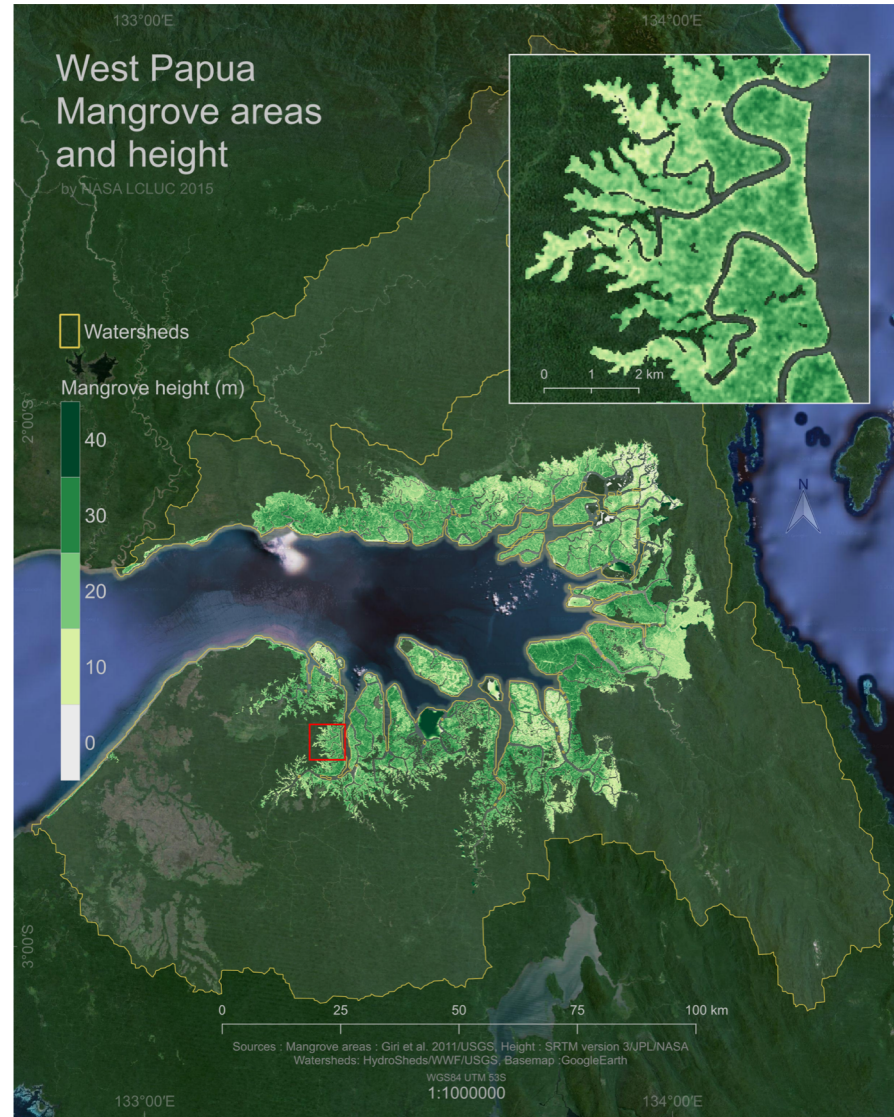 133°00'E
134°00'E
West Papua
Mangrove areas
and height
by NASA LCLUC 2015
0 1 2 km
Watersheds
Mangrove height (m)
2°00'S
40
30
20
10
0
N
3°00'S
0 25 50 75 100 km
Sources : Mangrove areas : Giri et al. 2011/USGS, Height : SRTM version 3/JPL/NASA
Watersheds: HydroSheds/WWF/USGS, Basemap :GoogleEarth
WGS84 UTM 53S
1:1000000
133°00'E
134°00'E